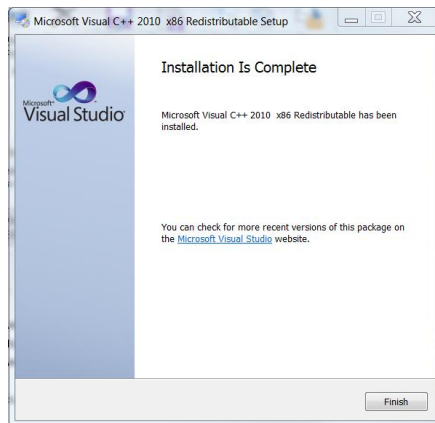 Microsoft Visual C++ 2010 x86 Redistributable Setup
Microsoft
Visual Studio
Installation Is Complete
Microsoft Visual C++ 2010 x86 Redistributable has been
installed.
You can check for more recent versions of this package on
the Microsoft Visual Studio website.
Finish